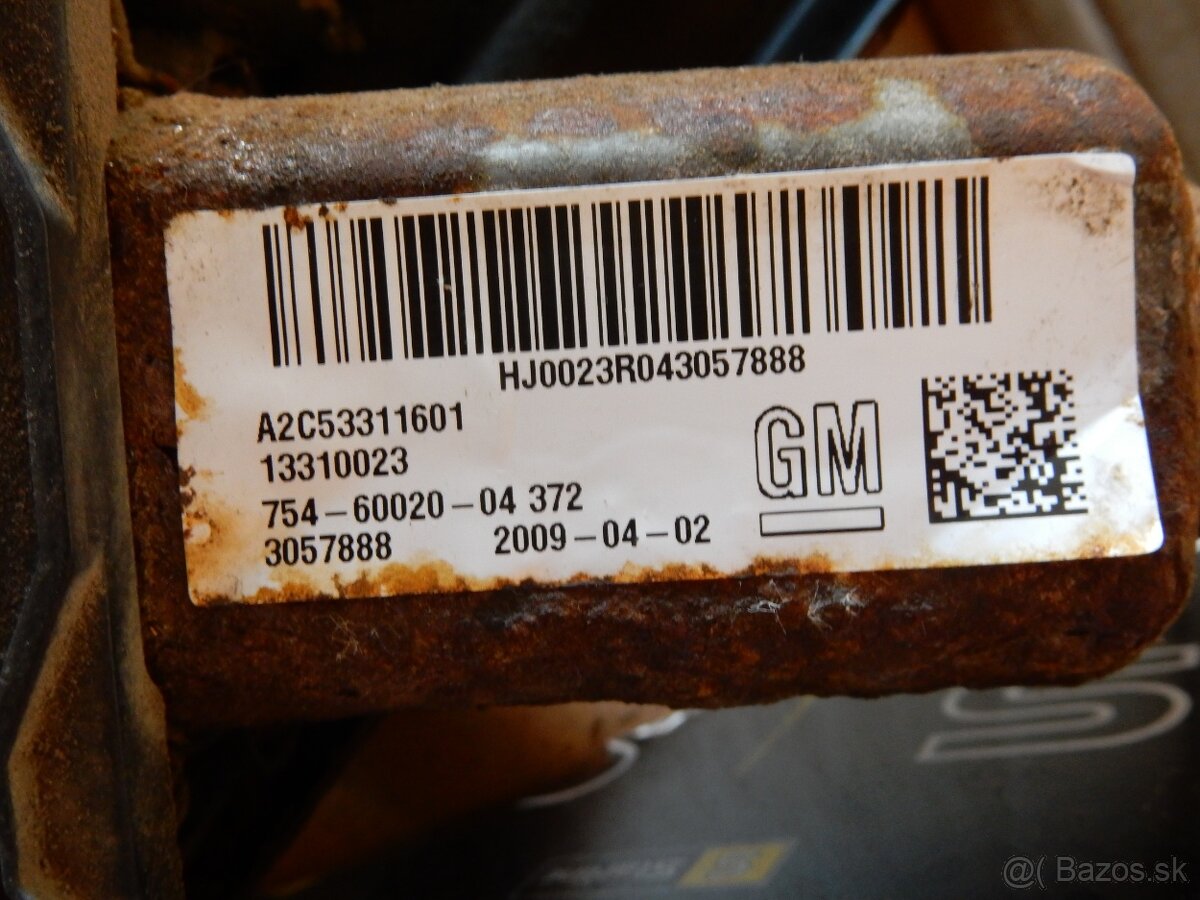 HJ0023R043057888
A2C53311601
13310023
GM
754-60020-04 372
3057888 2009-04-02
@( Bazos.sk